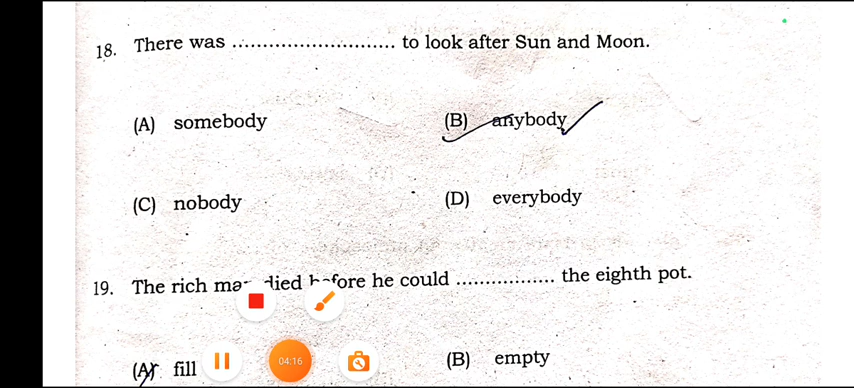 18. There was ............................ to look after Sun and Moon.
(A) somebody (B) anybody
(C) nobody (D) everybody
19. The rich died before he could ................. the eighth pot.
(A) fill (B) empty
04:16